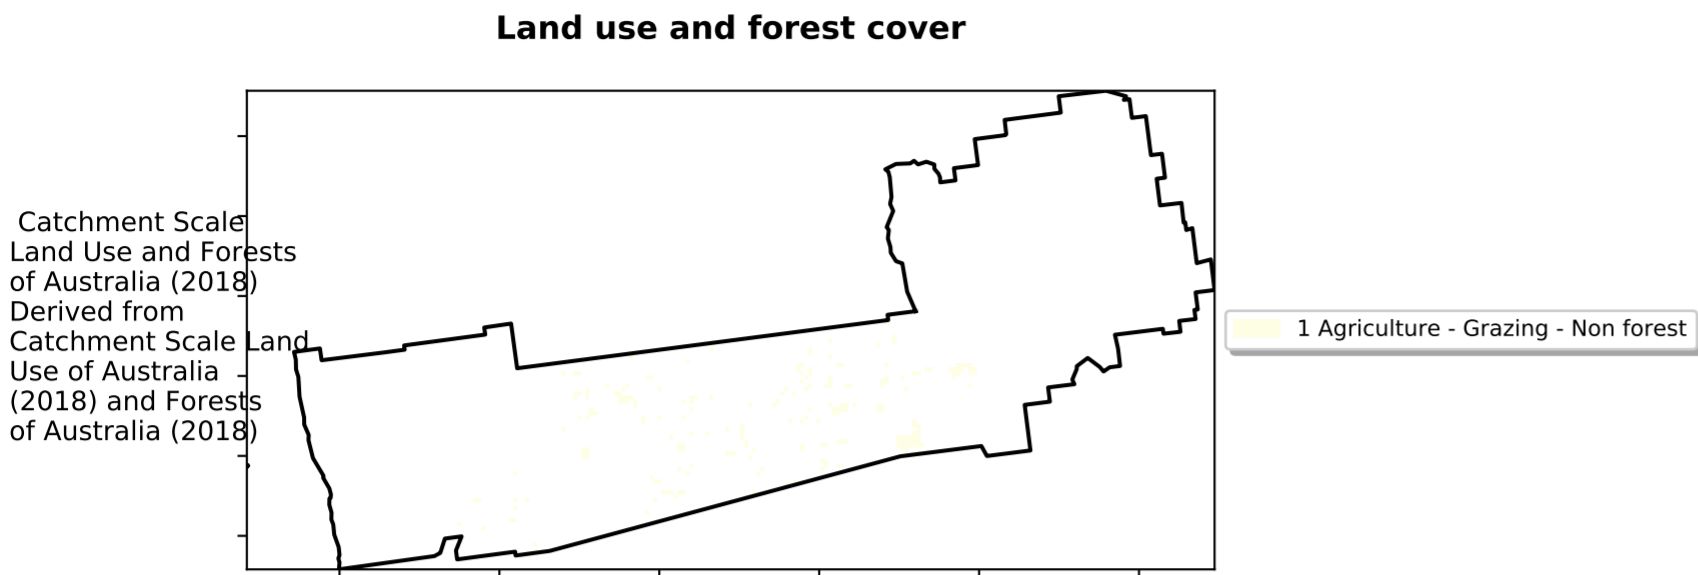 Land use and forest cover
Catchment Scale
Land Use and Forests
of Australia (2018)
Derived from
Catchment Scale Land
Use of Australia
(2018) and Forests
of Australia (2018)
1 Agriculture - Grazing - Non forest